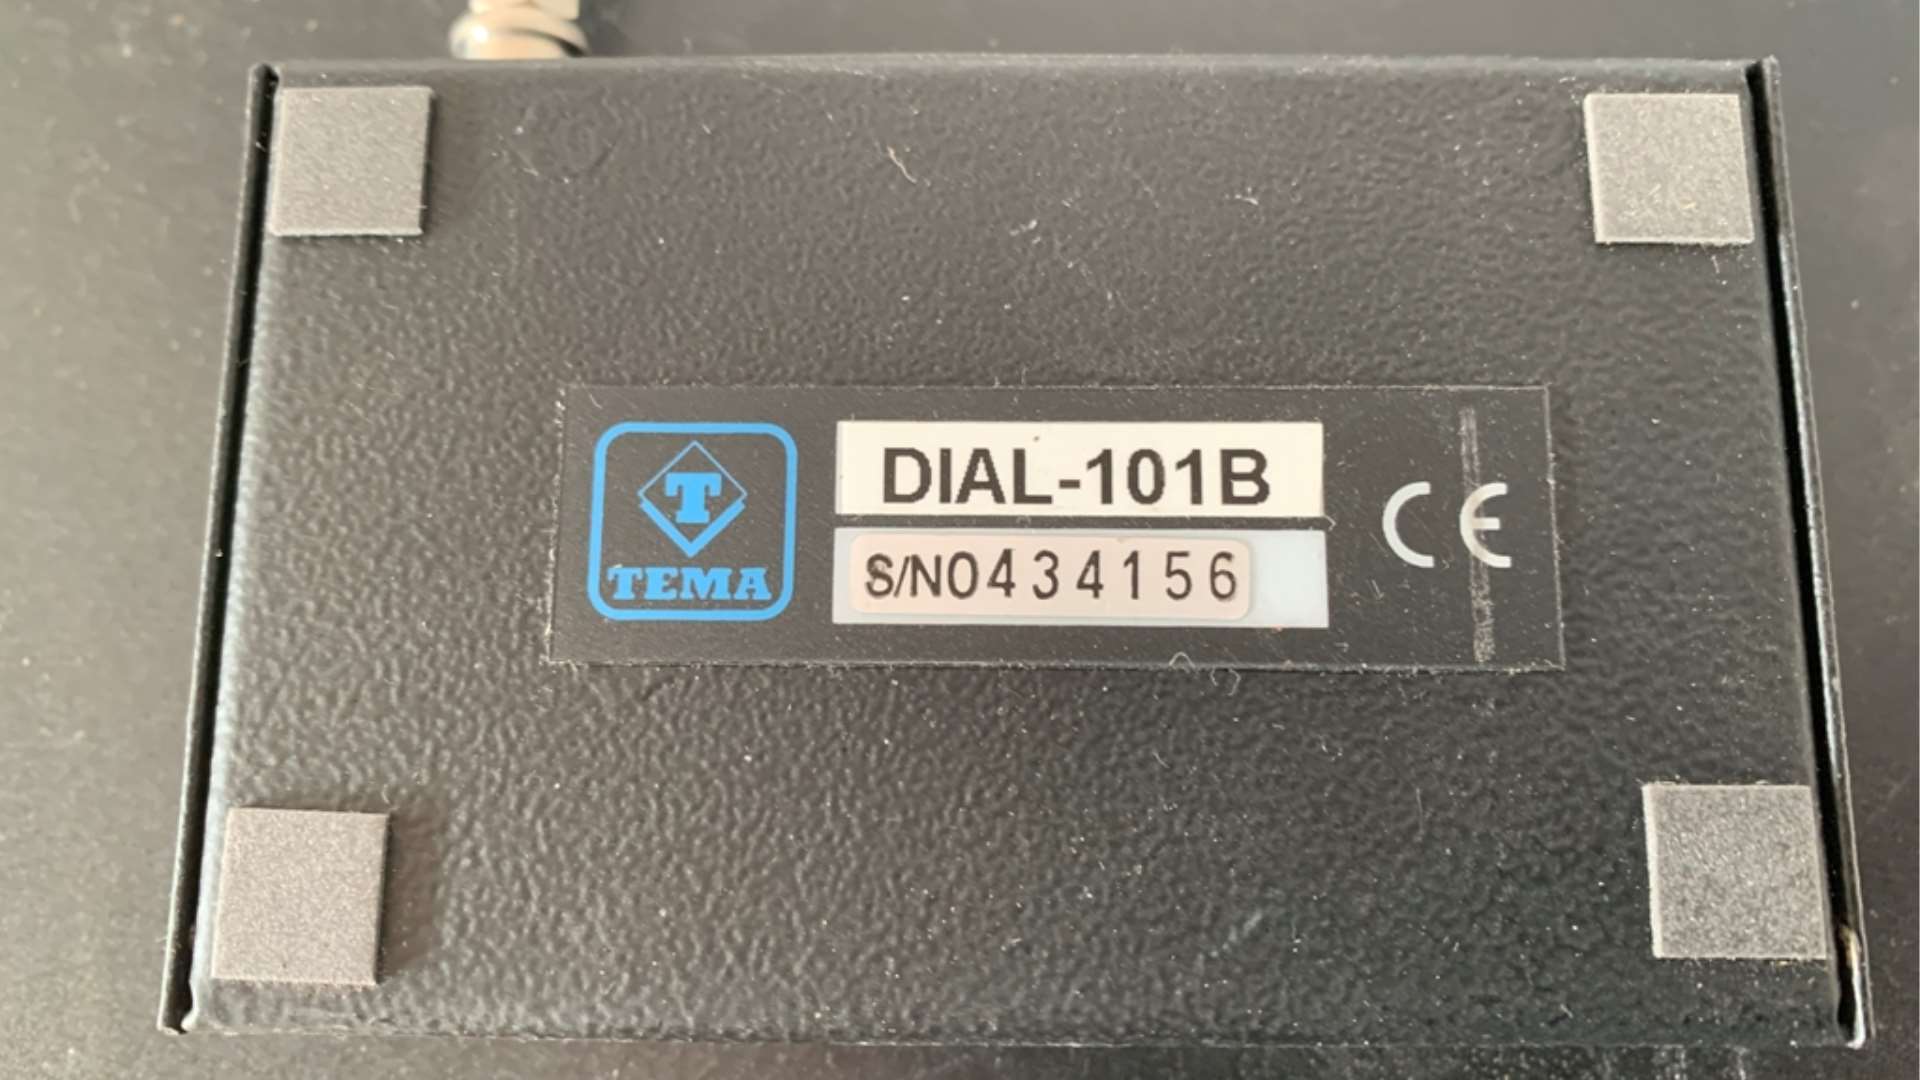 T
TEMA
DIAL-101B
S/N0434156
CE